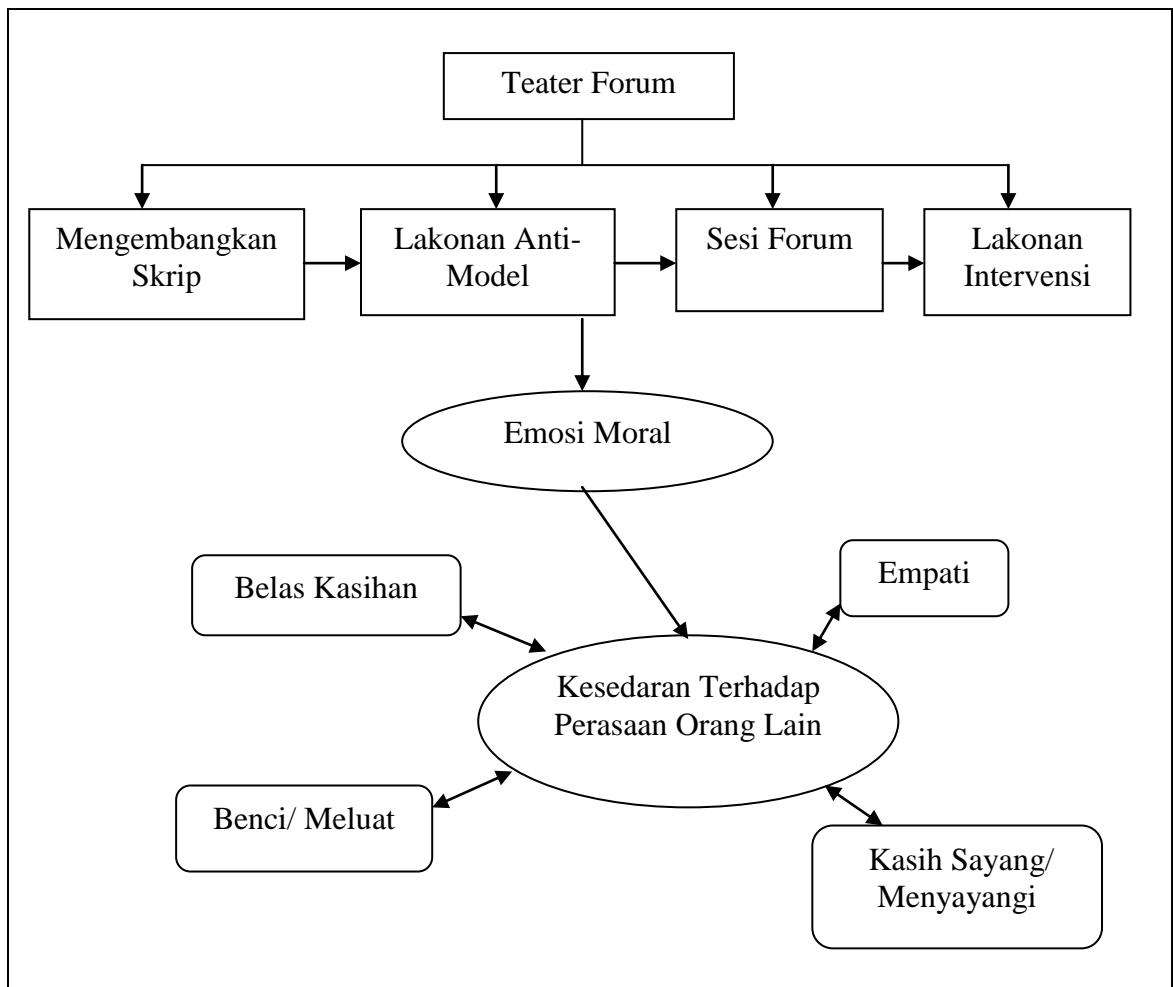 Teater Forum
Mengembangkan
Skrip
Lakonan Anti-
Model
Sesi Forum
Lakonan
Intervensi
Emosi Moral
Belas Kasihan
Empati
Kesedaran Terhadap
Perasaan Orang Lain
Benci/ Meluat
Kasih Sayang/
Menyayangi